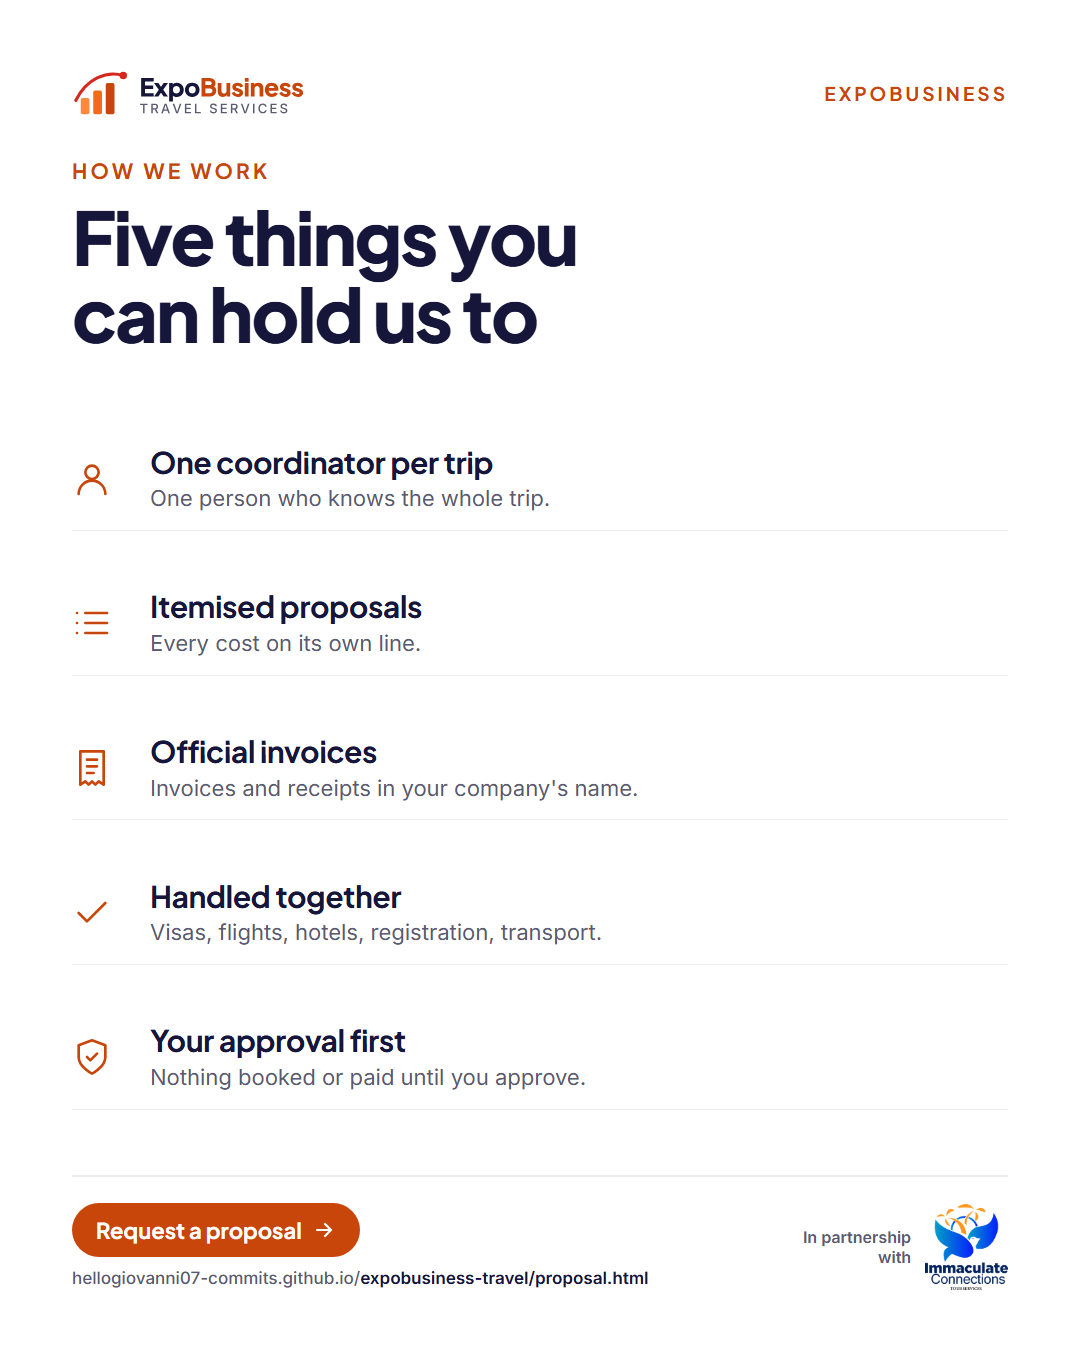 ExpoBusiness
TRAVEL SERVICES
EXPOBUSINESS
HOW WE WORK
Five things you
can hold us to
One coordinator per trip
One person who knows the whole trip.
Itemised proposals
Every cost on its own line.
Official invoices
Invoices and receipts in your company's name.
Handled together
Visas, flights, hotels, registration, transport.
Your approval first
Nothing booked or paid until you approve.
Request a proposal →
hellogiovanni07-commits.github.io/expobusiness-travel/proposal.html
In partnership
with
Immaculate
Connections
TOUR SERVICES